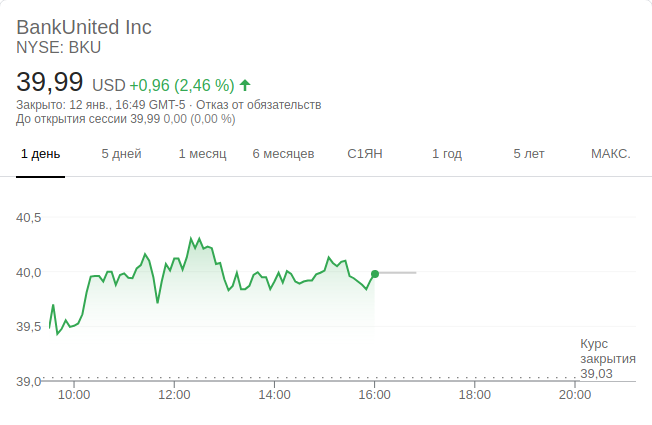 BankUnited Inc
NYSE: BKU
39,99 USD +0,96 (2,46 %)
Закрыто: 12 янв., 16:49 GMT-5 · Отказ от обязательств
До открытия сессии 39,99 0,00 (0,00 %)
1 день 5 дней 1 месяц 6 месяцев С1ЯН 1 год 5 лет МАКС.
40,5
40,0
39,5
Курс
закрытия
39,03
39,0
10:00 12:00 14:00 16:00 18:00 20:00